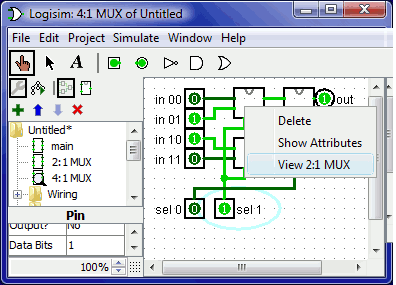 Logisim: 4:1 MUX of Untitled
File Edit Project Simulate Window Help
A
Untitled*
main
2:1 MUX
4:1 MUX
Wiring
Pin
Output? No
Data Bits 1
100%
in 00 0
in 01 1
in 10 1
in 11 0
sel 0 0
1 sel 1
1 out
Delete
Show Attributes
View 2:1 MUX